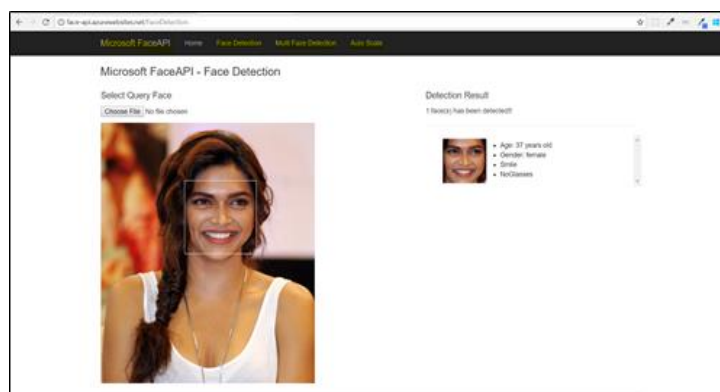 face-api.azurewebsites.net/FaceDetection
Microsoft FaceAPI Home Face Detection Multi Face Detection Auto Scale
Microsoft FaceAPI - Face Detection
Select Query Face
Choose File No file chosen
Detection Result
1 face(s) has been detected!!
Age: 37 years old
Gender: female
Smile
NoGlasses